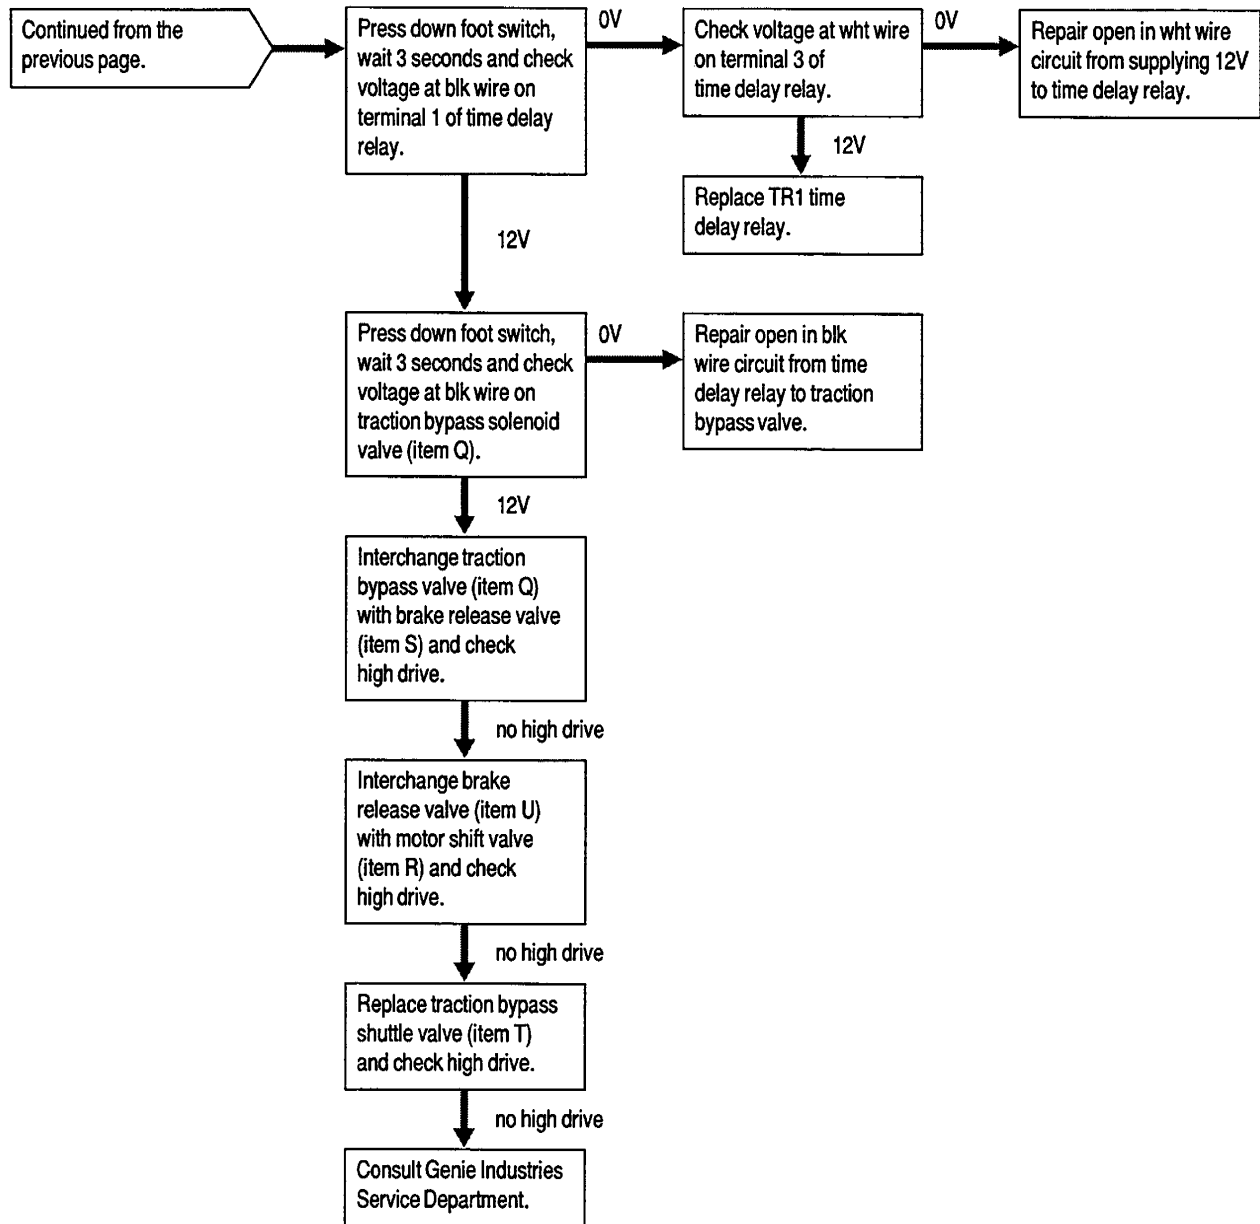 Continued from the
previous page.
Press down foot switch,
wait 3 seconds and check
voltage at blk wire on
terminal 1 of time delay
relay.
0V
Check voltage at wht wire
on terminal 3 of
time delay relay.
0V
Repair open in wht wire
circuit from supplying 12V
to time delay relay.
12V
Replace TR1 time
delay relay.
12V
Press down foot switch,
wait 3 seconds and check
voltage at blk wire on
traction bypass solenoid
valve (item Q).
0V
Repair open in blk
wire circuit from time
delay relay to traction
bypass valve.
12V
Interchange traction
bypass valve (item Q)
with brake release valve
(item S) and check
high drive.
no high drive
Interchange brake
release valve (item U)
with motor shift valve
(item R) and check
high drive.
no high drive
Replace traction bypass
shuttle valve (item T)
and check high drive.
no high drive
Consult Genie Industries
Service Department.